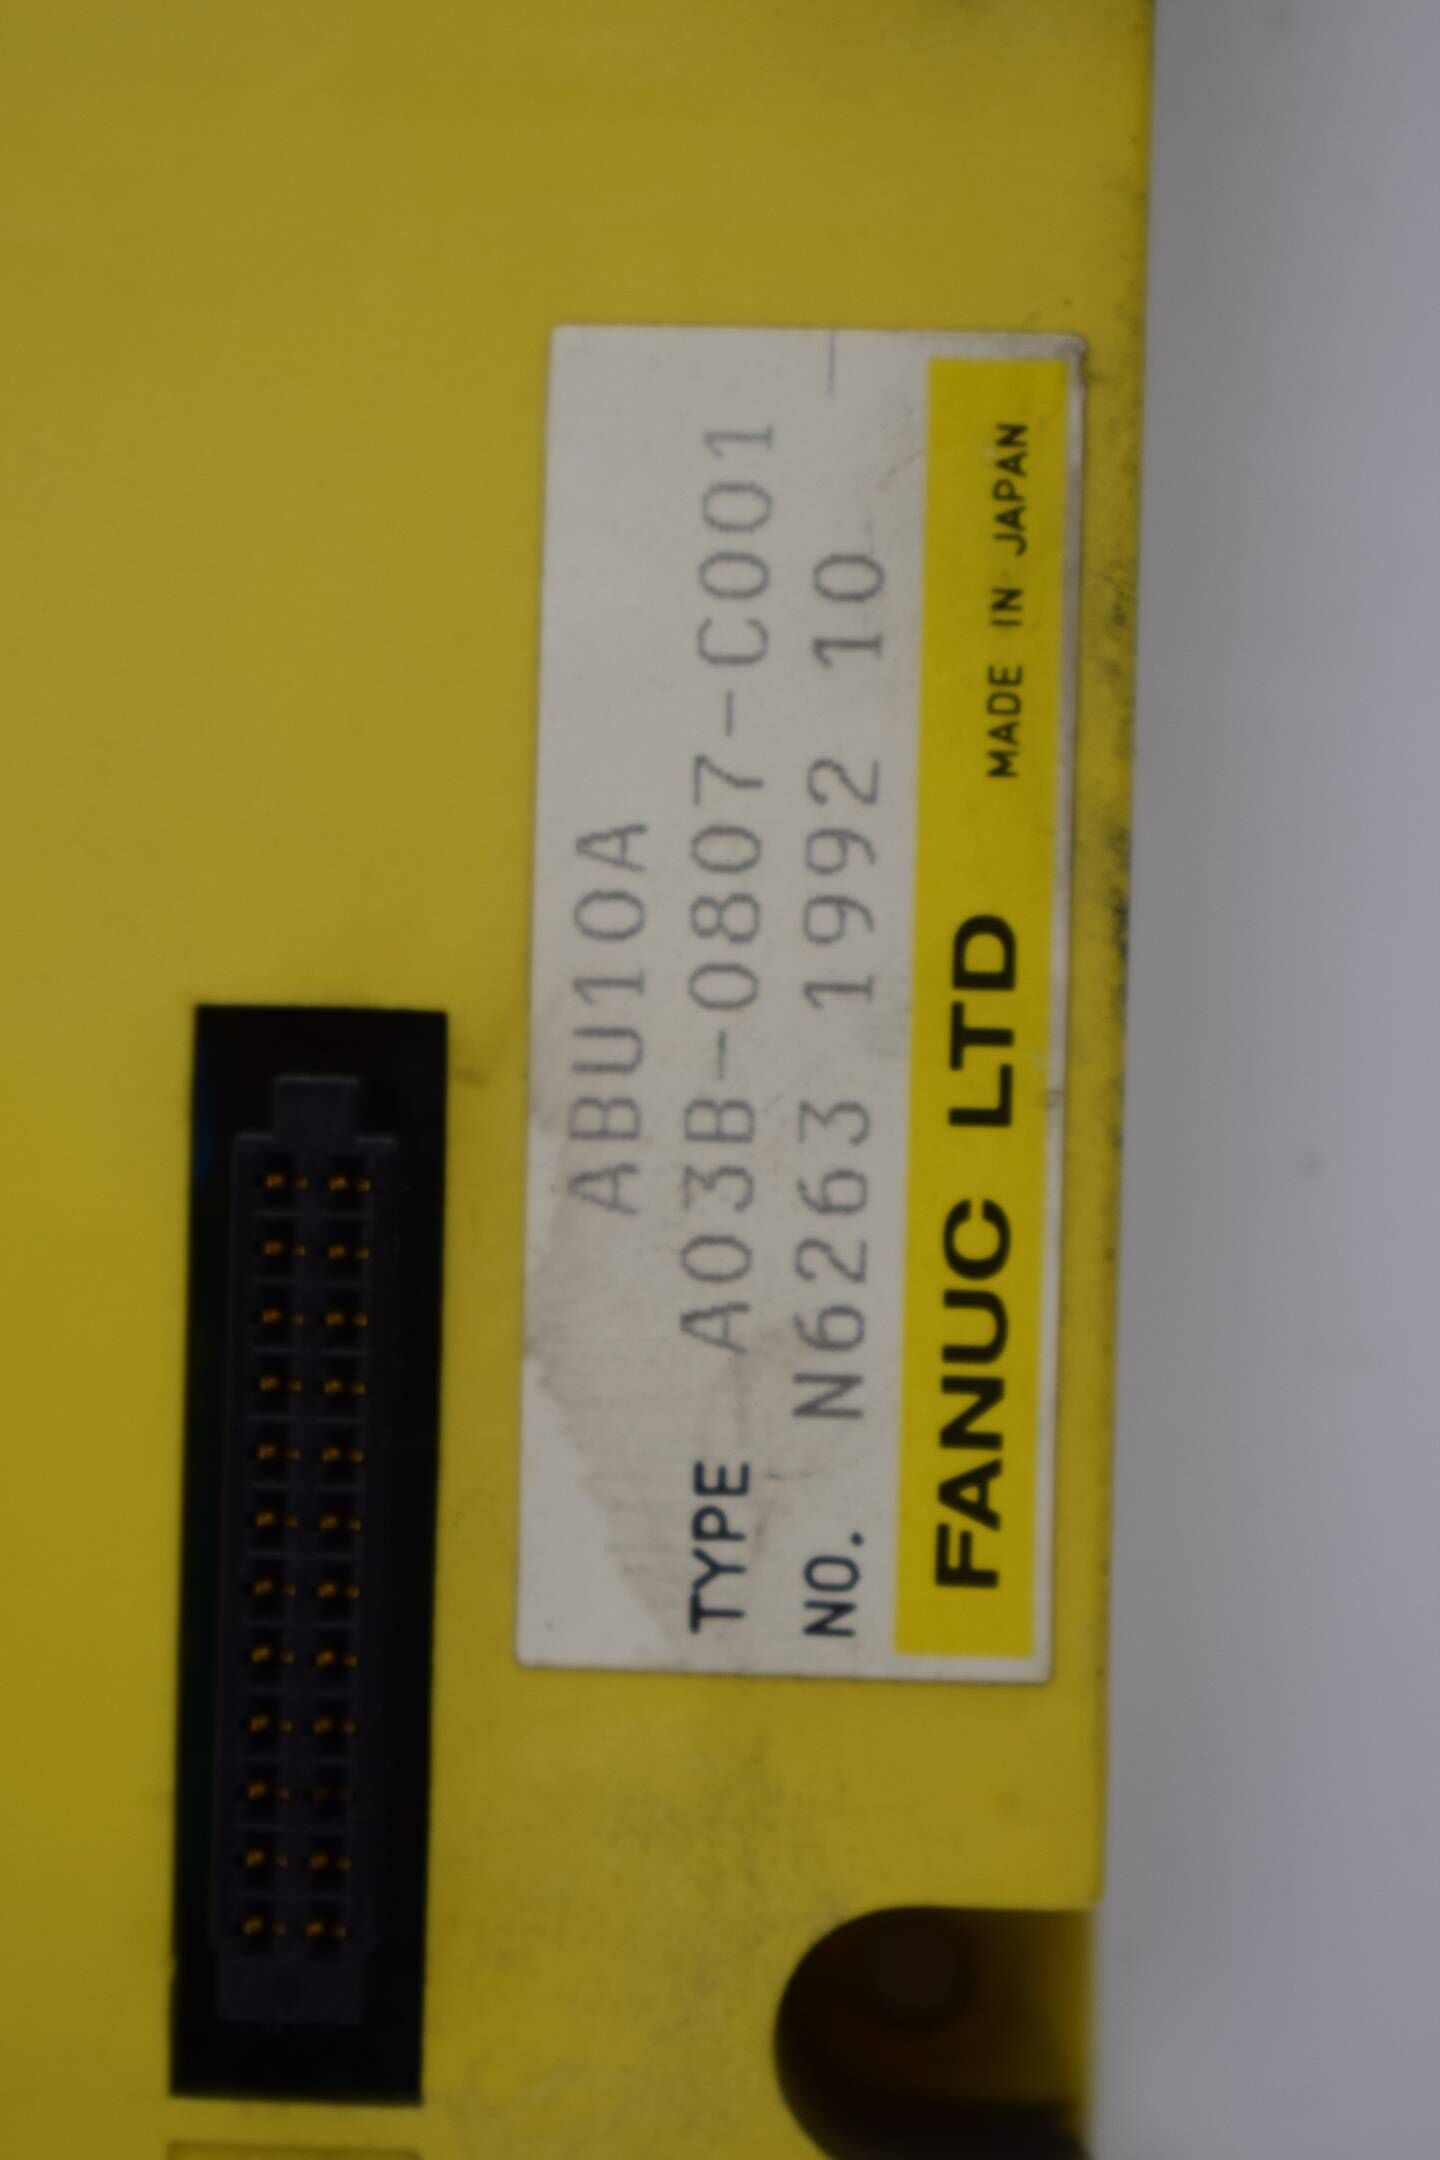 ABU10A
TYPE A03B-0807-C001
NO. N6263 1992 10
FANUC LTD MADE IN JAPAN